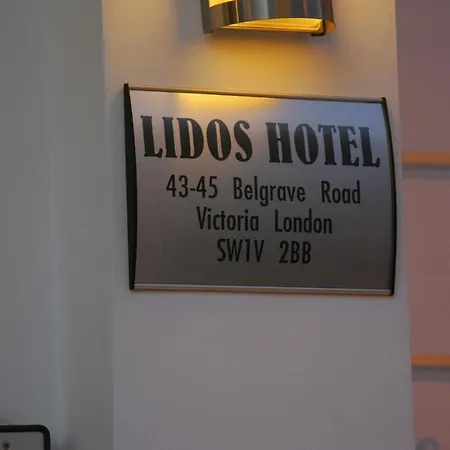 LIDOS HOTEL
43-45 Belgrave Road
Victoria London
SW1V 2BB